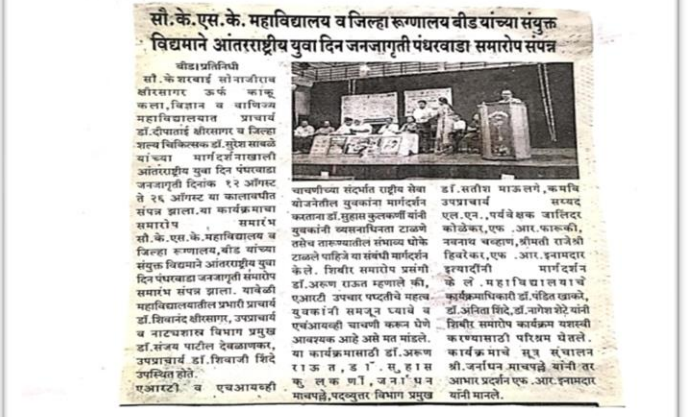 सौ.के.एस.के. महाविद्यालय व जिल्हा रूग्णालय बीड यांच्या संयुक्त
विद्यमाने आंतरराष्ट्रीय युवा दिन जनजागृती पंधरवाडा समारोप संपन्न
बीड।प्रतिनिधी
सौ.केशरबाई सोनाजीराव
क्षीरसागर ऊर्फ काकू
कला,विज्ञान व वाणिज्य
महाविद्यालयात प्राचार्य
डॉ.दीपाताई क्षीरसागर व जिल्हा
शल्य चिकित्सक डॉ.सुरेश साबळे
यांच्या मार्गदर्शनाखाली
आंतरराष्ट्रीय युवा दिन पंधरवडा
जनजागृती दिनांक १२ ऑगस्ट
ते २६ ऑगस्ट या कालावधीत
संपन्न झाला.या कार्यक्रमाचा
समारोप समारंभ
सौ.के.एस.के.महाविद्यालय व
जिल्हा रूग्णालय,बीड यांच्या
संयुक्त विद्यमाने आंतरराष्ट्रीय युवा
दिन पंधरवडा जनजागृती समारोप
समारंभ संपन्न झाला. यावेळी
महाविद्यालयातील प्रभारी प्राचार्य
डॉ.शिवानंद क्षीरसागर, उपप्राचार्य
व नाट्यशास्त्र विभाग प्रमुख
डॉ.संजय पाटील देवळाणकर,
उपप्राचार्य डॉ.शिवाजी शिंदे
उपस्थित होते.
एआरटी व एचआयव्ही
चाचणीच्या संदर्भात राष्ट्रीय सेवा
योजनेतील युवकांना मार्गदर्शन
करताना डॉ.सुहास कुलकर्णी यांनी
युवकांनी व्यसनाधिनता टाळणे
तसेच तारूण्यातील संभाव्य धोके
टाळले पाहिजे या संबंधी मार्गदर्शन
केले. शिबीर समारोप प्रसंगी
डॉ.अरूण राऊत म्हणाले की,
एआरटी उपचार पध्दतीचे महत्व
युवकांनी समजून घ्यावे व
एचआयव्ही चाचणी करून घेणे
आवश्यक आहे असे मत मांडले.
या कार्यक्रमासाठी डॉ.अरूण
राऊत,डॉ.सुहास
कुलकर्णी,जनार्धन
माचपल्ले,पदव्युत्तर विभाग प्रमुख
डॉ.सतीश माऊलगे,कमवि
उपप्राचार्य सय्यद
एल.एन.,पर्यवेक्षक जालिंदर
कोळेकर,एफ .आर.फारूकी,
नवनाथ चव्हाण,श्रीमती राजेश्री
हिवरेकर,एफ .आर.इनामदार
इत्यादींनी मार्गदर्शन
केलं.महाविद्यालयाचे
कार्यक्रमाधिकारी डॉ.पंडित खाकरे,
डॉ.अनिता शिंदे,डॉ.नागेश शेटे यांनी
शिबीर समारोप कार्यक्रम यशस्वी
करण्यासाठी परिश्रम घेतले.
कार्यक्रमाचे सूत्र संचालन
श्री.जर्नाधन माचपल्ले यांनी तर
आभार प्रदर्शन एफ.आर.इनामदार
यांनी मानले.